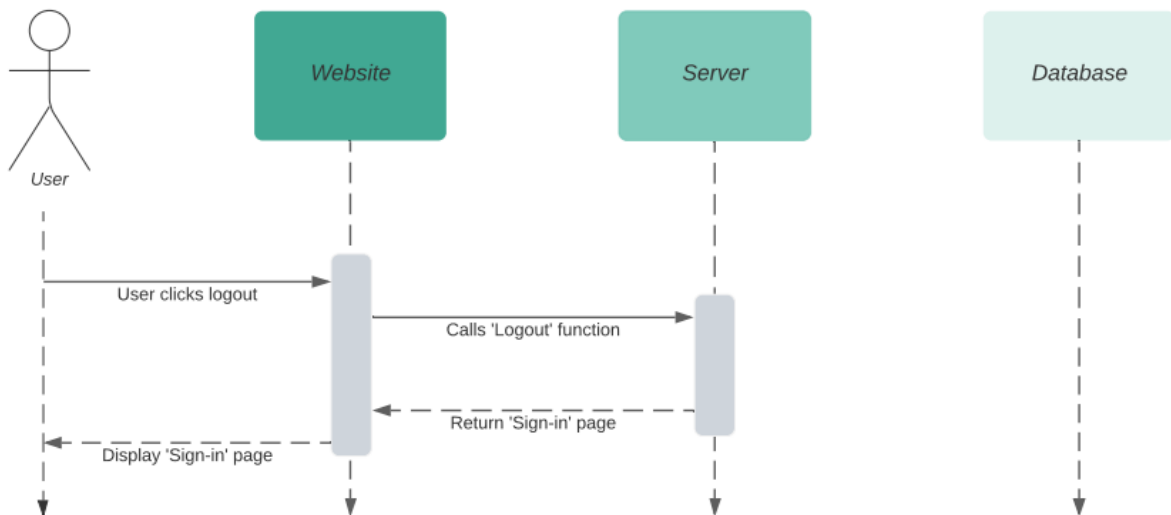 Website
Server
Database
User
User clicks logout
Calls 'Logout' function
Return 'Sign-in' page
Display 'Sign-in' page